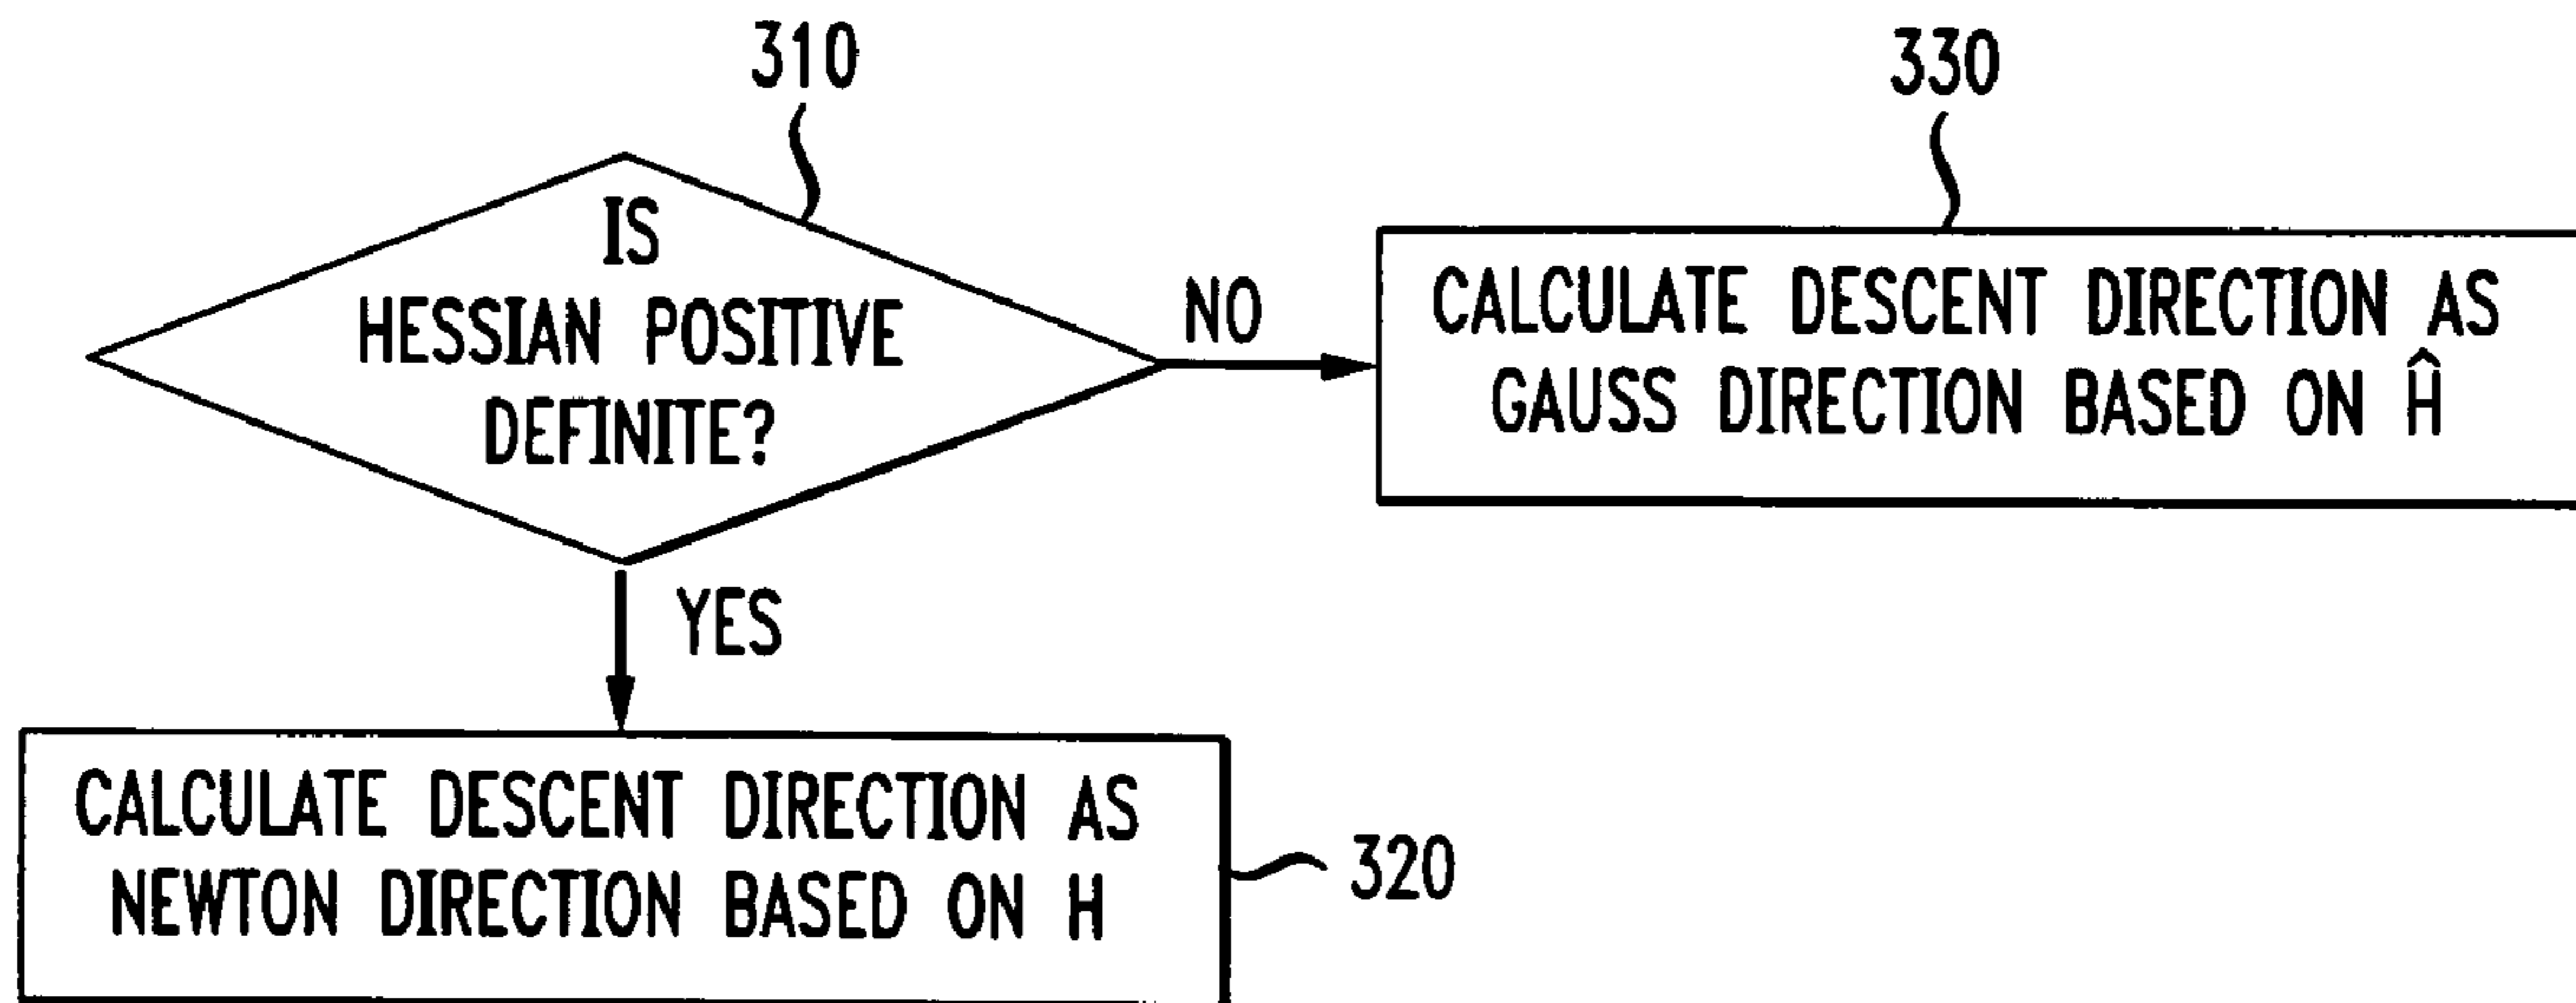 310
IS
HESSIAN POSITIVE
DEFINITE?
NO
330
CALCULATE DESCENT DIRECTION AS
GAUSS DIRECTION BASED ON Ĥ
YES
CALCULATE DESCENT DIRECTION AS
NEWTON DIRECTION BASED ON H
320